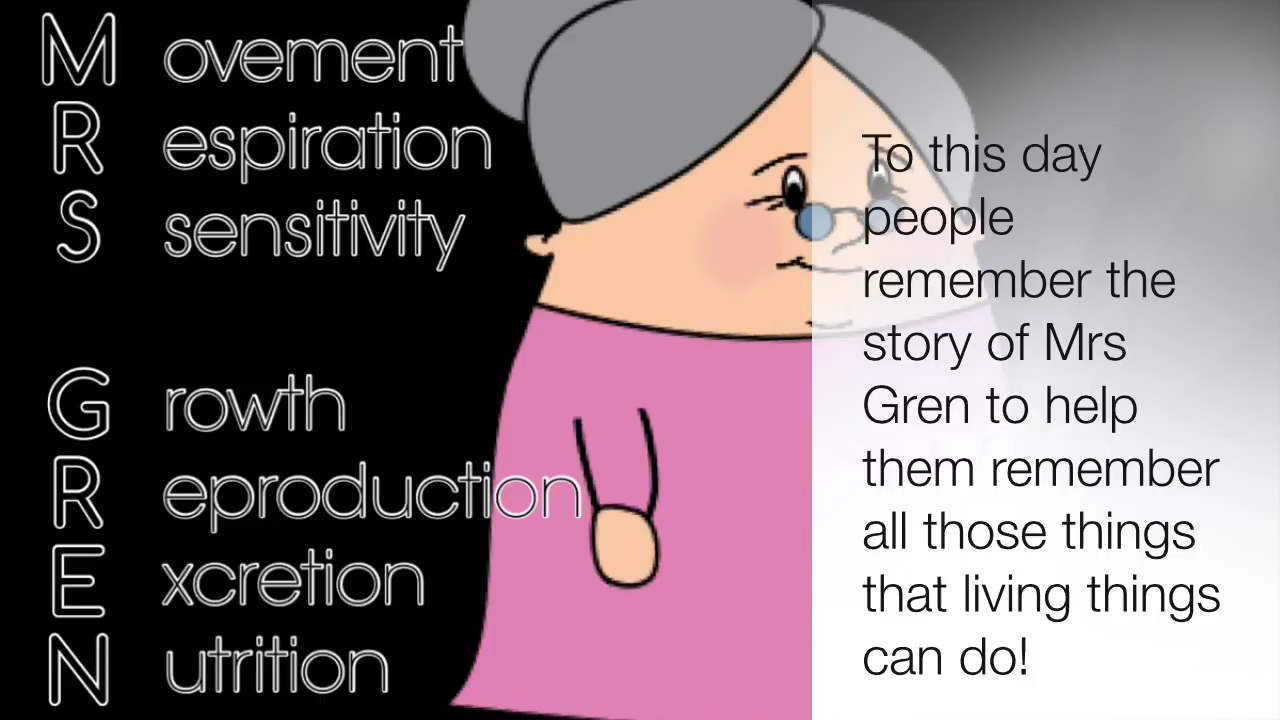 M ovement
R espiration
S sensitivity
G rowth
R eproduction
E xcretion
N utrition
To this day
people
remember the
story of Mrs
Gren to help
them remember
all those things
that living things
can do!